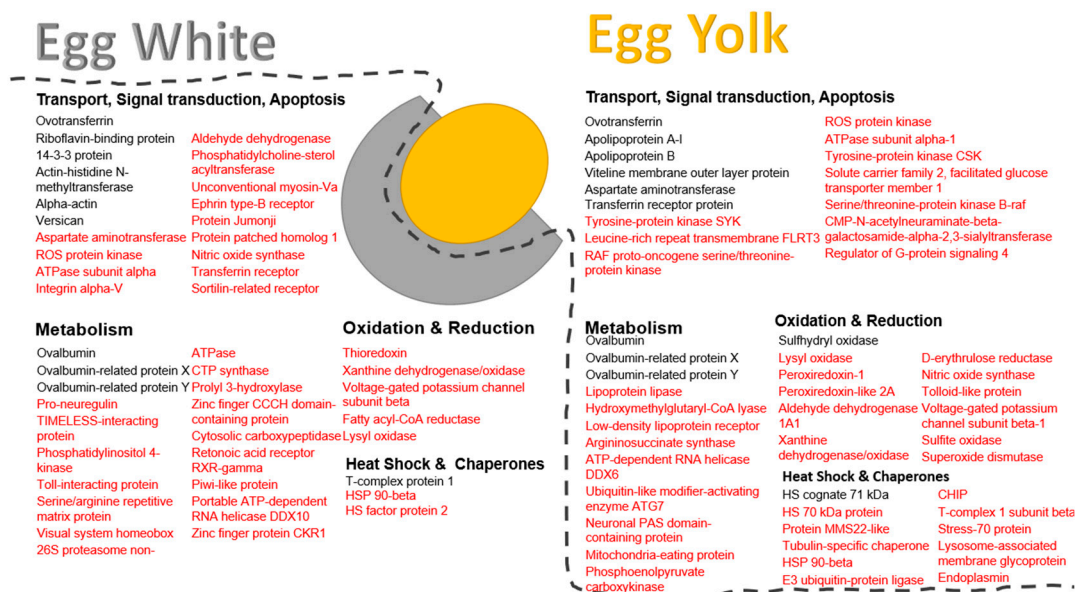 Egg White
Transport, Signal transduction, Apoptosis
Ovotransferrin
Riboflavin-binding protein
14-3-3 protein
Actin-histidine N-
methyltransferase
Alpha-actin
Versican
Aspartate aminotransferase
ROS protein kinase
ATPase subunit alpha
Integrin alpha-V
Aldehyde dehydrogenase
Phosphatidylcholine-sterol
acyltransferase
Unconventional myosin-Va
Ephrin type-B receptor
Protein Jumonji
Protein patched homolog 1
Nitric oxide synthase
Transferrin receptor
Sortilin-related receptor
Metabolism
Ovalbumin
Ovalbumin-related protein X
Ovalbumin-related protein Y
Pro-neuregulin
TIMELESS-interacting
protein
Phosphatidylinositol 4-
kinase
Toll-interacting protein
Serine/arginine repetitive
matrix protein
Visual system homeobox
26S proteasome non-
ATPase
CTP synthase
Prolyl 3-hydroxylase
Zinc finger CCCH domain-
containing protein
Cytosolic carboxypeptidase
Retonoic acid receptor
RXR-gamma
Piwi-like protein
Portable ATP-dependent
RNA helicase DDX10
Zinc finger protein CKR1
Oxidation & Reduction
Thioredoxin
Xanthine dehydrogenase/oxidase
Voltage-gated potassium channel
subunit beta
Fatty acyl-CoA reductase
Lysyl oxidase
Heat Shock & Chaperones
T-complex protein 1
HSP 90-beta
HS factor protein 2
Egg Yolk
Transport, Signal transduction, Apoptosis
Ovotransferrin
Apolipoprotein A-I
Apolipoprotein B
Viteline membrane outer layer protein
Aspartate aminotransferase
Transferrin receptor protein
Tyrosine-protein kinase SYK
Leucine-rich repeat transmembrane FLRT3
RAF proto-oncogene serine/threonine-
protein kinase
ROS protein kinase
ATPase subunit alpha-1
Tyrosine-protein kinase CSK
Solute carrier family 2, facilitated glucose
transporter member 1
Serine/threonine-protein kinase B-raf
CMP-N-acetylneuraminate-beta-
galactosamide-alpha-2,3-sialyltransferase
Regulator of G-protein signaling 4
Metabolism
Ovalbumin
Ovalbumin-related protein X
Ovalbumin-related protein Y
Lipoprotein lipase
Hydroxymethylglutaryl-CoA lyase
Low-density lipoprotein receptor
Argininosuccinate synthase
ATP-dependent RNA helicase
DDX6
Ubiquitin-like modifier-activating
enzyme ATG7
Neuronal PAS domain-
containing protein
Mitochondria-eating protein
Phosphoenolpyruvate
carboxykinase
Oxidation & Reduction
Sulfhydryl oxidase
Lysyl oxidase
Peroxiredoxin-1
Peroxiredoxin-like 2A
Aldehyde dehydrogenase
1A1
Xanthine
dehydrogenase/oxidase
D-erythrulose reductase
Nitric oxide synthase
Tolloid-like protein
Voltage-gated potassium
channel subunit beta-1
Sulfite oxidase
Superoxide dismutase
Heat Shock & Chaperones
HS cognate 71 kDa
HS 70 kDa protein
Protein MMS22-like
Tubulin-specific chaperone
HSP 90-beta
E3 ubiquitin-protein ligase
CHIP
T-complex 1 subunit beta
Stress-70 protein
Lysosome-associated
membrane glycoprotein
Endoplasmin